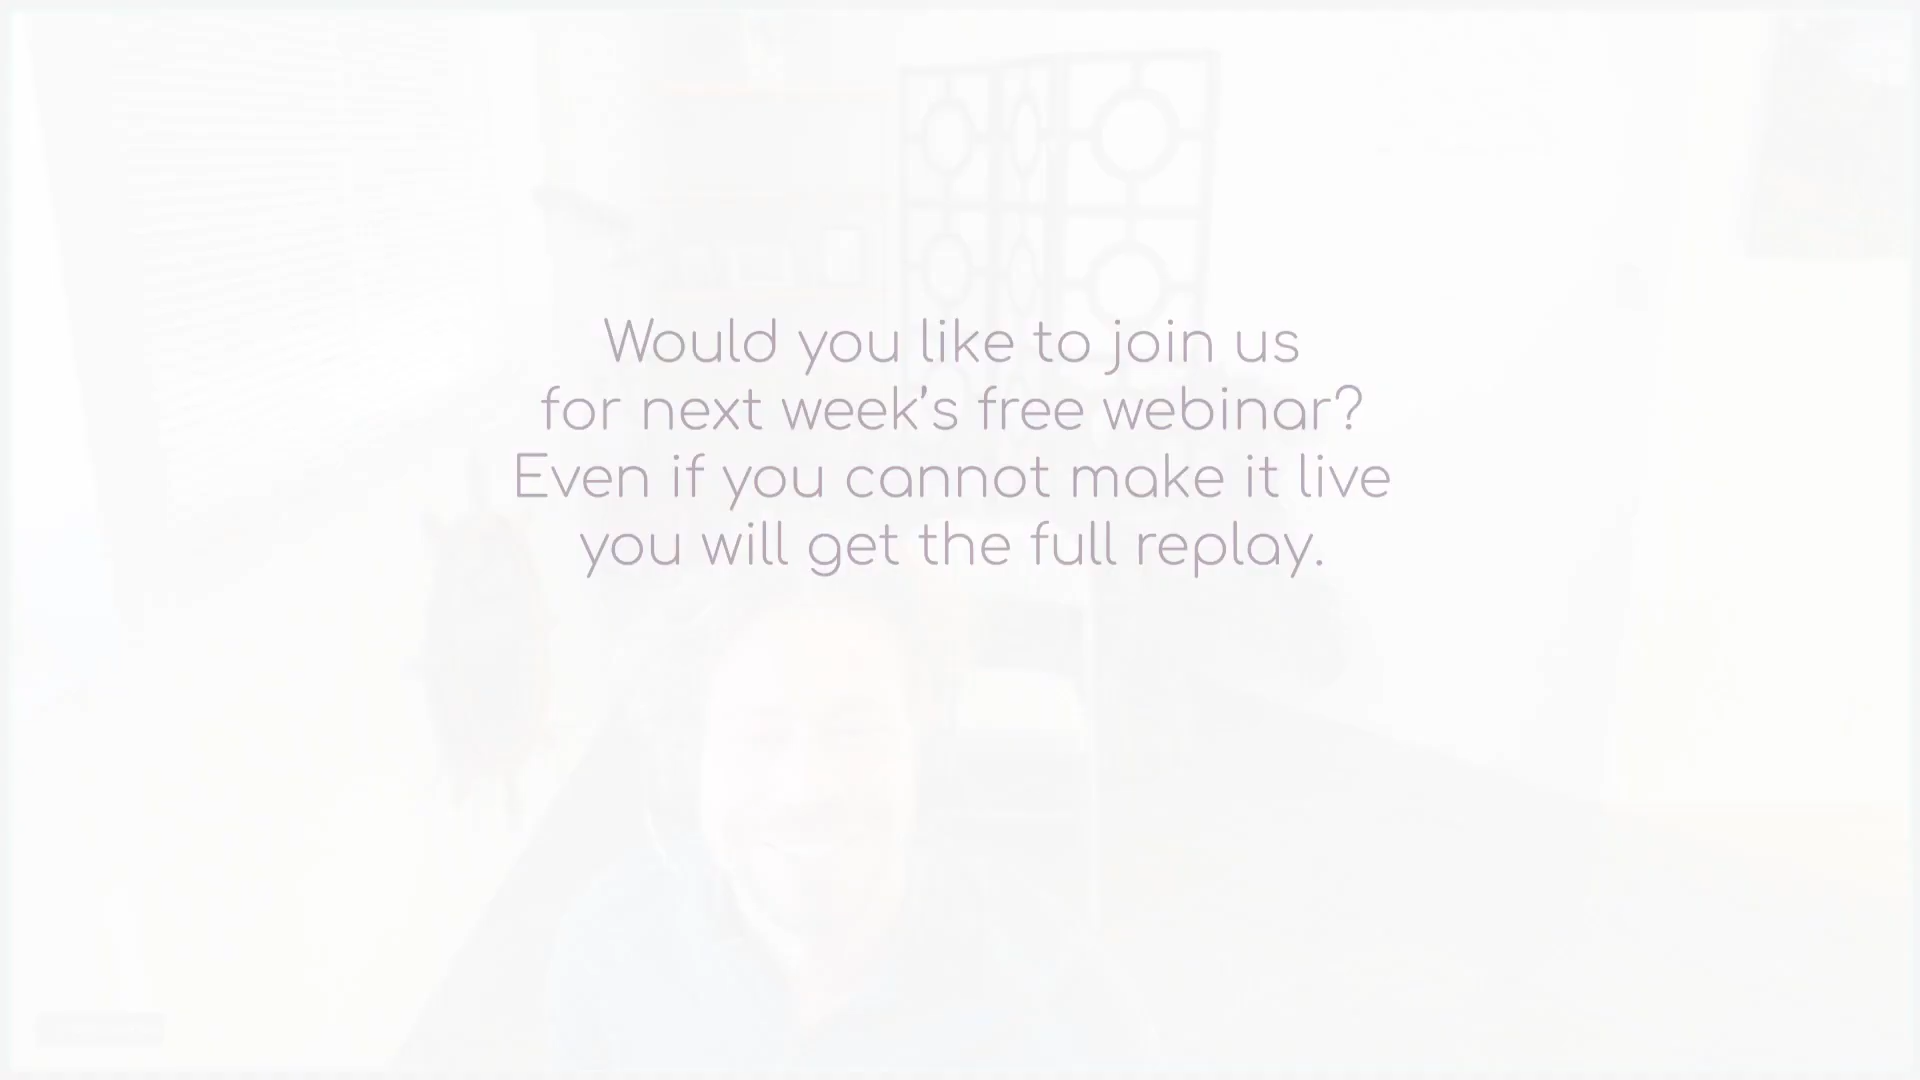 Would you like to join us
for next week's free webinar?
Even if you cannot make it live
you will get the full replay.